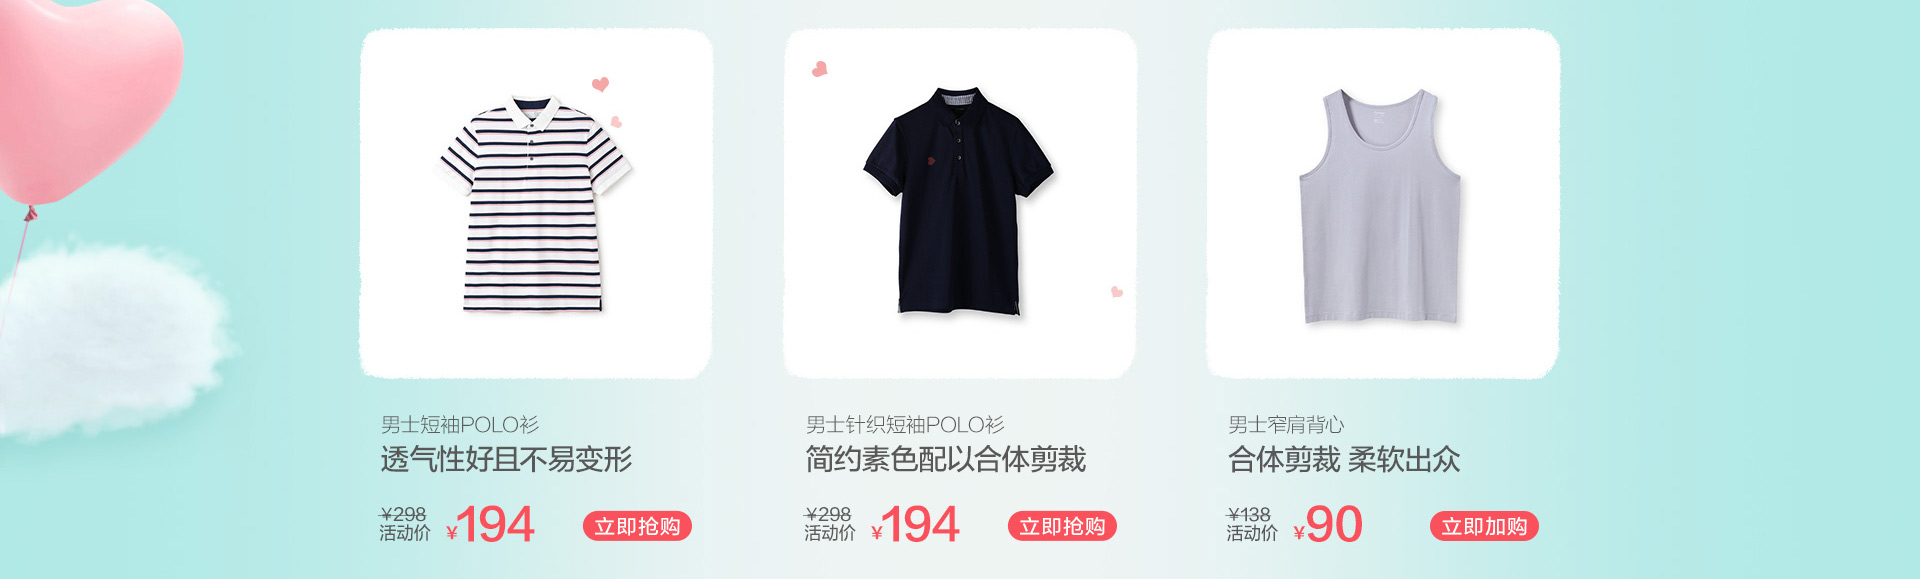 男士短袖POLO衫
透气性好且不易变形
¥298
活动价 ¥194 立即抢购
男士针织短袖POLO衫
简约素色配以合体剪裁
¥298
活动价 ¥194 立即抢购
男士窄肩背心
合体剪裁 柔软出众
¥138
活动价 ¥90 立即加购